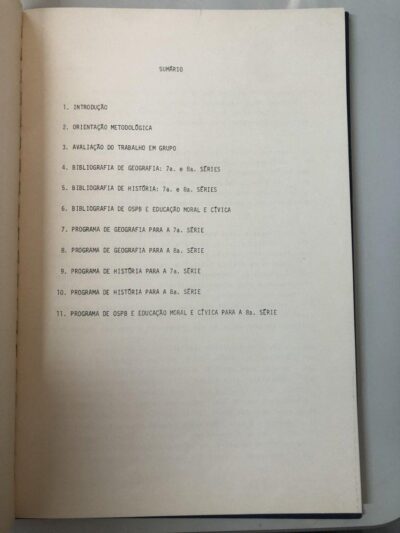 SUMÁRIO
1. INTRODUÇÃO
2. ORIENTAÇÃO METODOLÓGICA
3. AVALIAÇÃO DO TRABALHO EM GRUPO
4. BIBLIOGRAFIA DE GEOGRAFIA: 7a. e 8a. SÉRIES
5. BIBLIOGRAFIA DE HISTÓRIA: 7a. e 8a. SÉRIES
6. BIBLIOGRAFIA DE OSPB E EDUCAÇÃO MORAL E CÍVICA
7. PROGRAMA DE GEOGRAFIA PARA A 7a. SÉRIE
8. PROGRAMA DE GEOGRAFIA PARA A 8a. SÉRIE
9. PROGRAMA DE HISTÓRIA PARA A 7a. SÉRIE
10. PROGRAMA DE HISTÓRIA PARA A 8a. SÉRIE
11. PROGRAMA DE OSPB E EDUCAÇÃO MORAL E CÍVICA PARA A 8a. SÉRIE